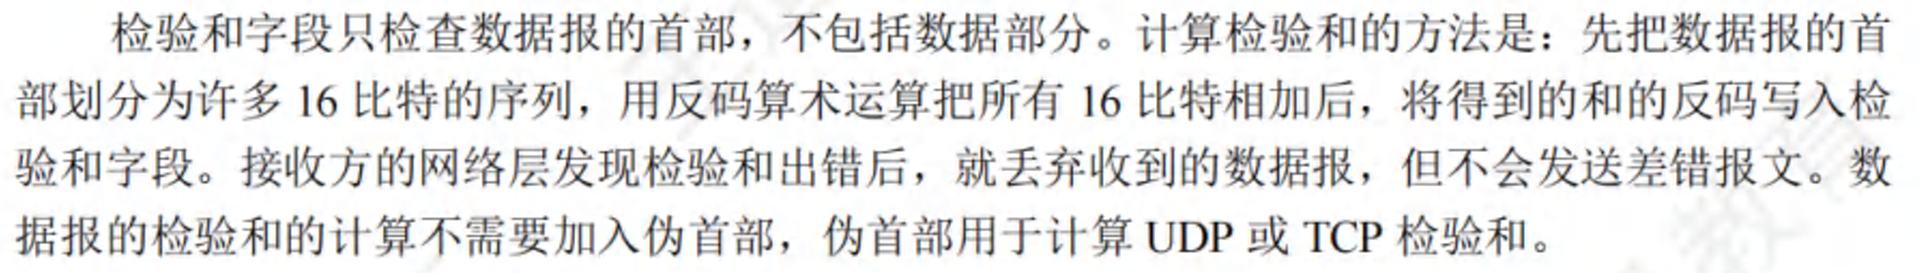 检验和字段只检查数据报的首部，不包括数据部分。计算检验和的方法是：先把数据报的首
部划分为许多 16 比特的序列，用反码算术运算把所有 16 比特相加后，将得到的和的反码写入检
验和字段。接收方的网络层发现检验和出错后，就丢弃收到的数据报，但不会发送差错报文。数
据报的检验和的计算不需要加入伪首部，伪首部用于计算 UDP 或 TCP 检验和。